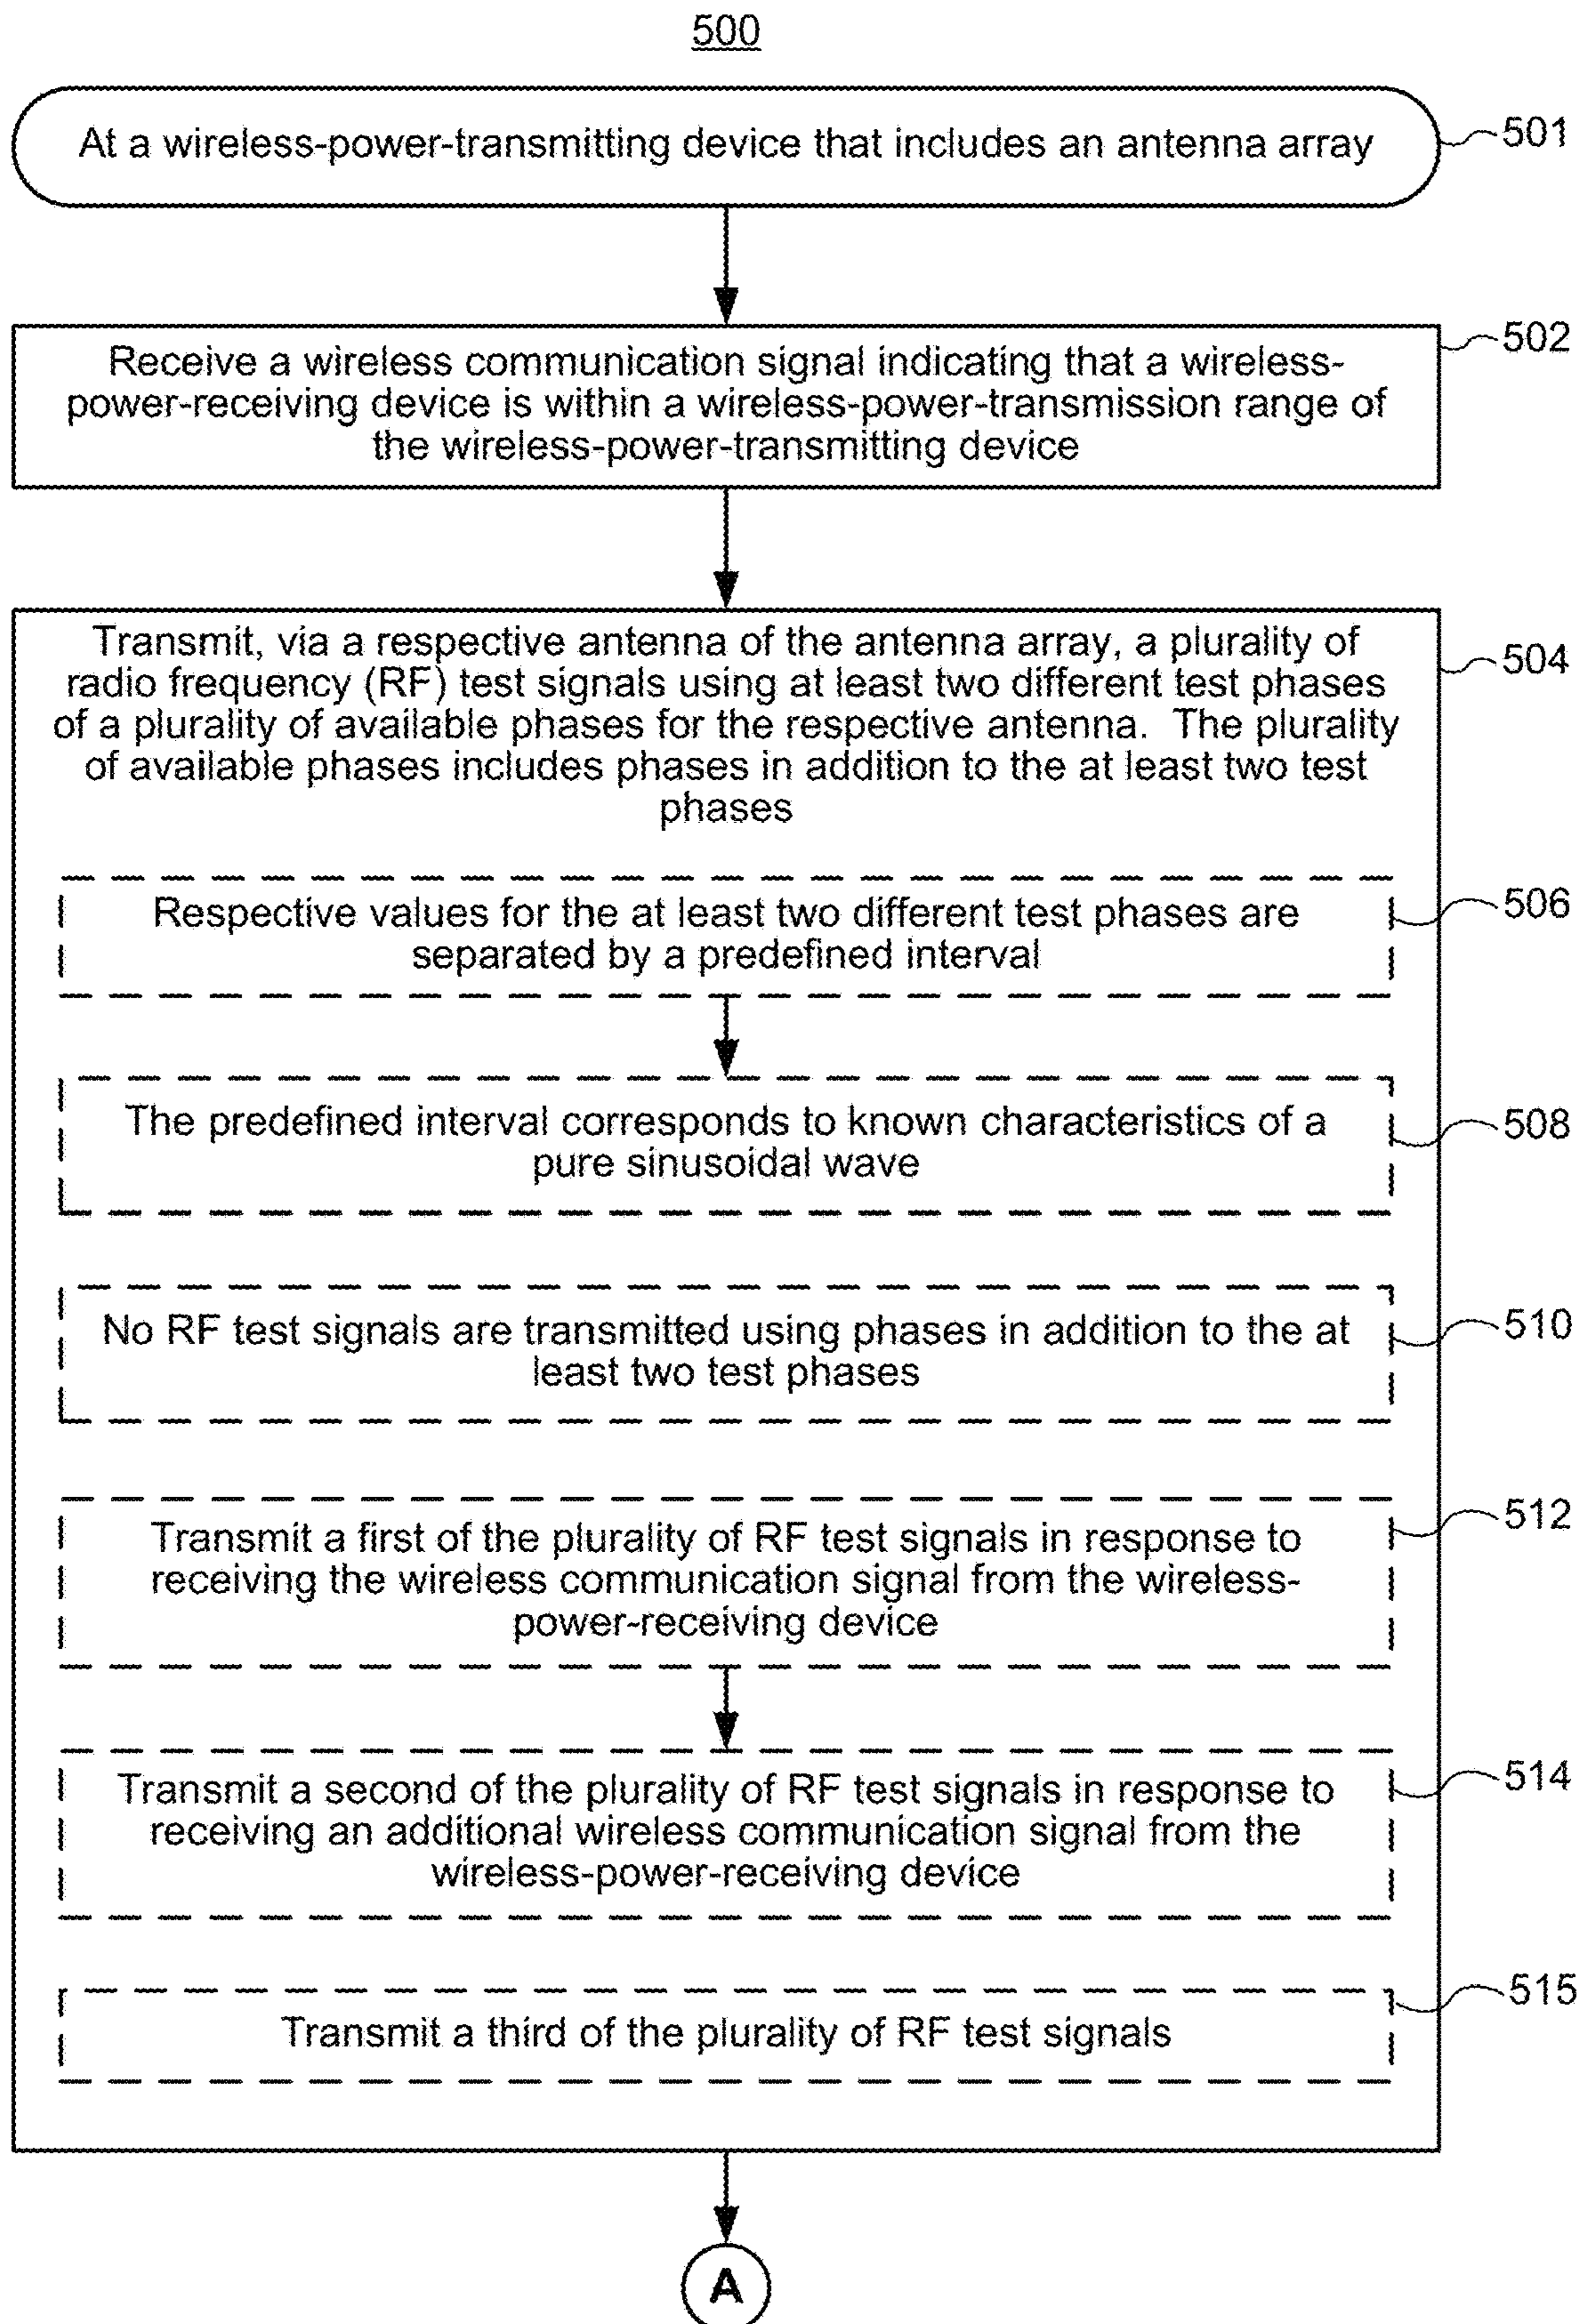 500
At a wireless-power-transmitting device that includes an antenna array
501
Receive a wireless communication signal indicating that a wireless-
power-receiving device is within a wireless-power-transmission range of
the wireless-power-transmitting device
502
Transmit, via a respective antenna of the antenna array, a plurality of
radio frequency (RF) test signals using at least two different test phases
of a plurality of available phases for the respective antenna.  The plurality
of available phases includes phases in addition to the at least two test
phases
504
Respective values for the at least two different test phases are
separated by a predefined interval
506
The predefined interval corresponds to known characteristics of a
pure sinusoidal wave
508
No RF test signals are transmitted using phases in addition to the at
least two test phases
510
Transmit a first of the plurality of RF test signals in response to
receiving the wireless communication signal from the wireless-
power-receiving device
512
Transmit a second of the plurality of RF test signals in response to
receiving an additional wireless communication signal from the
wireless-power-receiving device
514
Transmit a third of the plurality of RF test signals
515
A